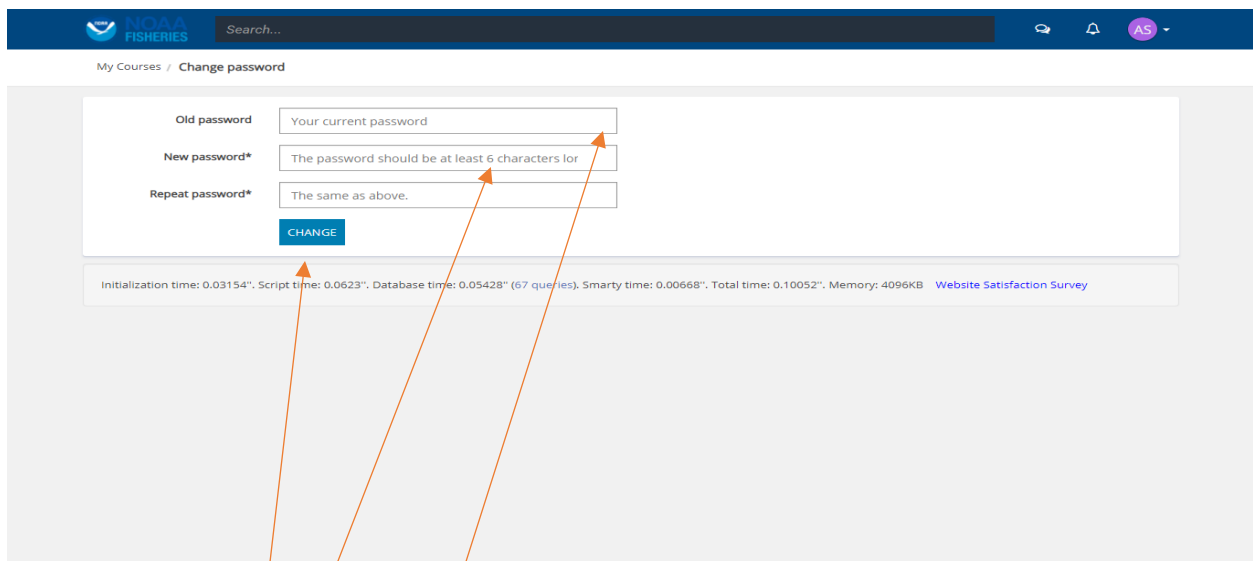 NOAA
FISHERIES
Search...
AS
My Courses / Change password
Old password Your current password
New password* The password should be at least 6 characters lor
Repeat password* The same as above.
CHANGE
Initialization time: 0.03154". Script time: 0.0623". Database time: 0.05428" (67 queries). Smarty time: 0.00668". Total time: 0.10052". Memory: 4096KB Website Satisfaction Survey